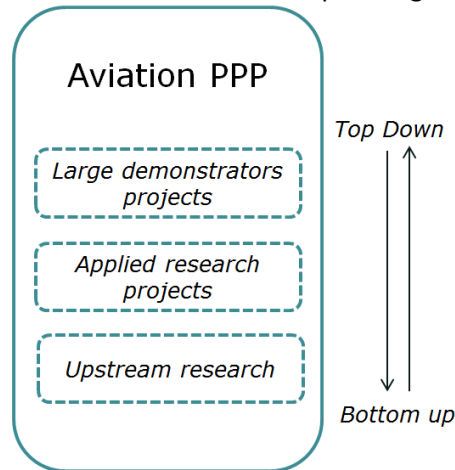 Aviation PPP
Large demonstrators
projects
Applied research
projects
Upstream research
Top Down
Bottom up